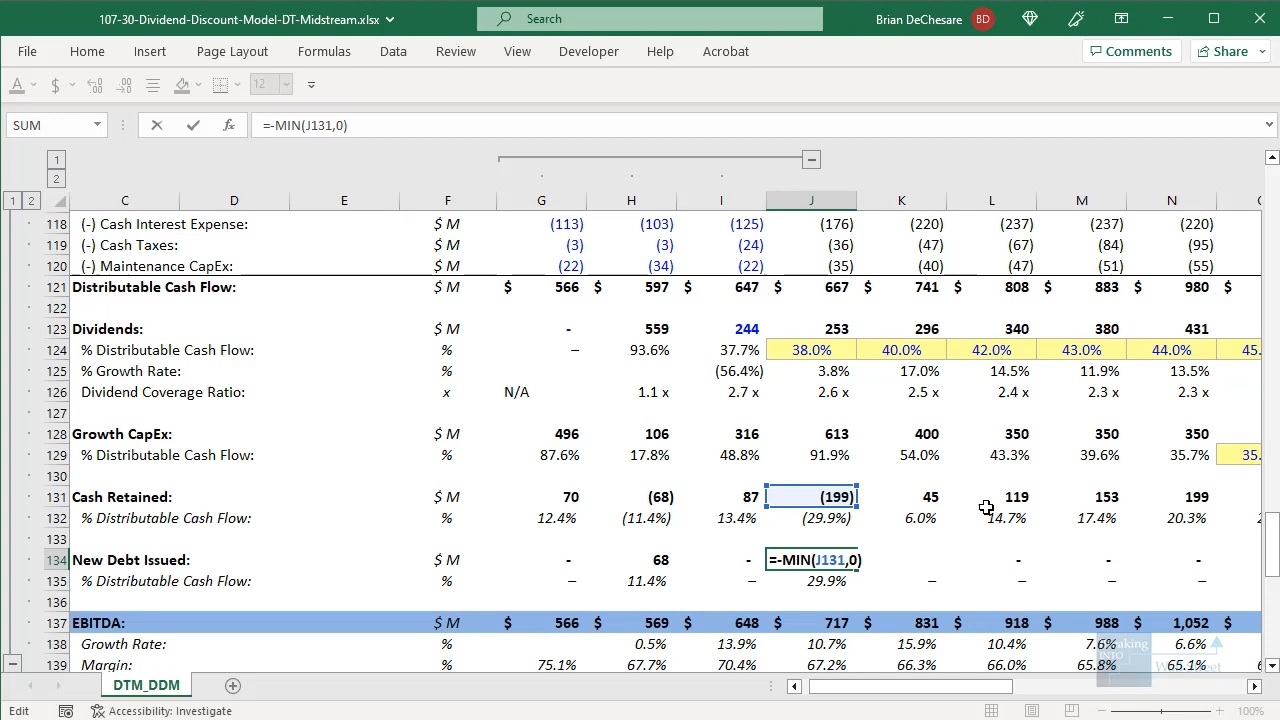 107-30-Dividend-Discount-Model-DT-Midstream.xlsx Search Brian DeChesare BD
File Home Insert Page Layout Formulas Data Review View Developer Help Acrobat Comments Share
A $ 12
SUM fx =-MIN(J131,0)
1
2
1 2 C D E F G H I J K L M N
118 (-) Cash Interest Expense: $ M (113) (103) (125) (176) (220) (237) (237) (220)
119 (-) Cash Taxes: $ M (3) (3) (24) (36) (47) (67) (84) (95)
120 (-) Maintenance CapEx: $ M (22) (34) (22) (35) (40) (47) (51) (55)
121 Distributable Cash Flow: $ M $ 566 $ 597 $ 647 $ 667 $ 741 $ 808 $ 883 $ 980 $
122
123 Dividends: $ M - 559 244 253 296 340 380 431
124 % Distributable Cash Flow: % – 93.6% 37.7% 38.0% 40.0% 42.0% 43.0% 44.0% 45.
125 % Growth Rate: % (56.4%) 3.8% 17.0% 14.5% 11.9% 13.5%
126 Dividend Coverage Ratio: x N/A 1.1 x 2.7 x 2.6 x 2.5 x 2.4 x 2.3 x 2.3 x
127
128 Growth CapEx: $ M 496 106 316 613 400 350 350 350
129 % Distributable Cash Flow: % 87.6% 17.8% 48.8% 91.9% 54.0% 43.3% 39.6% 35.7% 35.
130
131 Cash Retained: $ M 70 (68) 87 (199) 45 119 153 199
132 % Distributable Cash Flow: % 12.4% (11.4%) 13.4% (29.9%) 6.0% 14.7% 17.4% 20.3%
133
134 New Debt Issued: $ M - 68 - =-MIN(J131,0) - - -
135 % Distributable Cash Flow: % – 11.4% – 29.9% – – – –
136
137 EBITDA: $ M $ 566 $ 569 $ 648 $ 717 $ 831 $ 918 $ 988 $ 1,052 $
138 Growth Rate: % 0.5% 13.9% 10.7% 15.9% 10.4% 7.6% 6.6%
139 Margin: % 75.1% 67.7% 70.4% 67.2% 66.3% 66.0% 65.8% 65.1%
DTM_DDM
Edit Accessibility: Investigate 100%